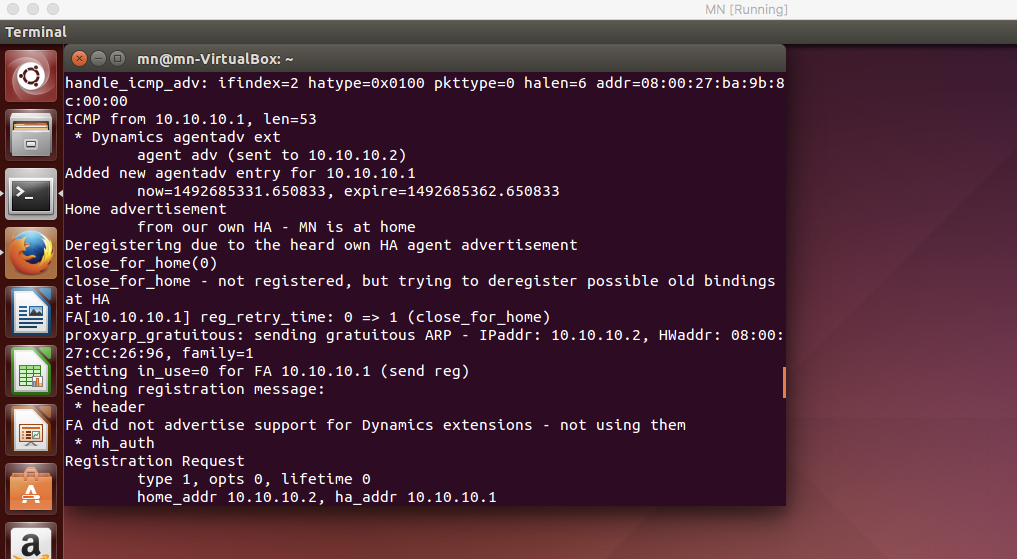 MN [Running]
Terminal
mn@mn-VirtualBox: ~
handle_icmp_adv: ifindex=2 hatype=0x0100 pkttype=0 halen=6 addr=08:00:27:ba:9b:8
c:00:00
ICMP from 10.10.10.1, len=53
 * Dynamics agentadv ext
        agent adv (sent to 10.10.10.2)
Added new agentadv entry for 10.10.10.1
        now=1492685331.650833, expire=1492685362.650833
Home advertisement
        from our own HA - MN is at home
Deregistering due to the heard own HA agent advertisement
close_for_home(0)
close_for_home - not registered, but trying to deregister possible old bindings
at HA
FA[10.10.10.1] reg_retry_time: 0 => 1 (close_for_home)
proxyarp_gratuitous: sending gratuitous ARP - IPaddr: 10.10.10.2, HWaddr: 08:00:
27:CC:26:96, family=1
Setting in_use=0 for FA 10.10.10.1 (send reg)
Sending registration message:
 * header
FA did not advertise support for Dynamics extensions - not using them
 * mh_auth
Registration Request
        type 1, opts 0, lifetime 0
        home_addr 10.10.10.2, ha_addr 10.10.10.1